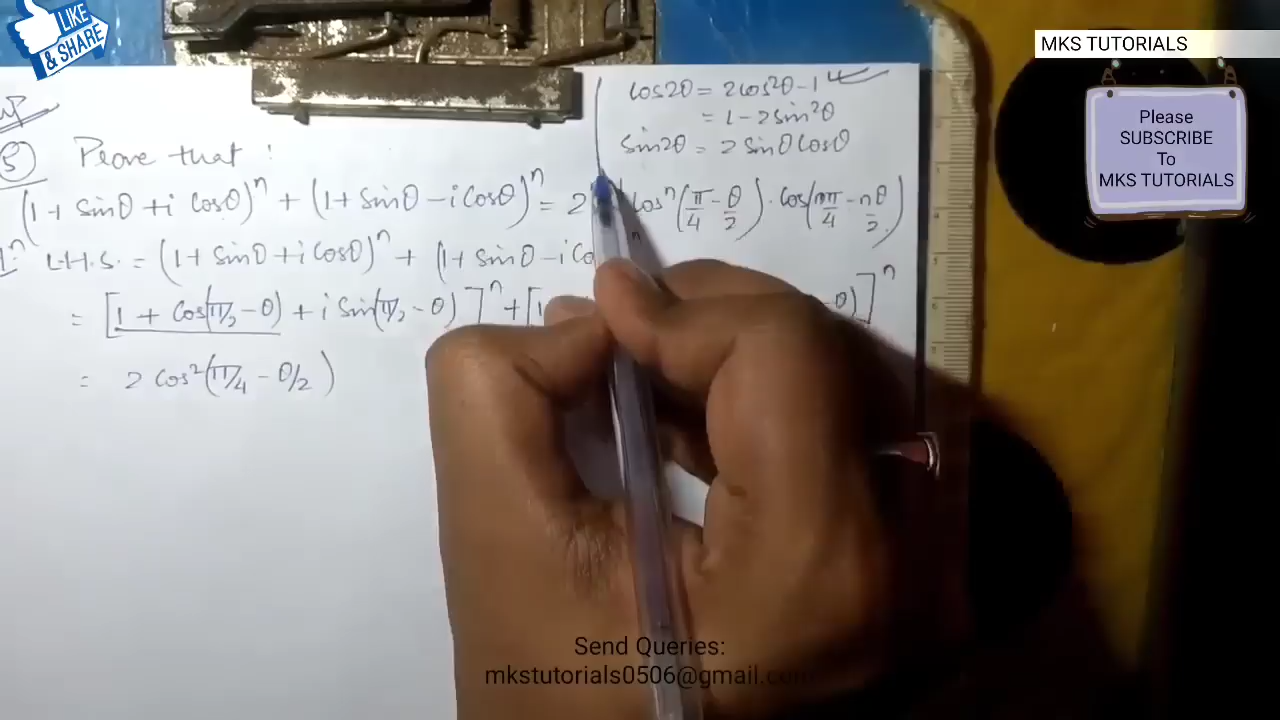 LIKE
& SHARE
MKS TUTORIALS
Please
SUBSCRIBE
To
MKS TUTORIALS
cos2θ = 2cos²θ-1
= 1-2sin²θ
sin2θ = 2 sinθ cosθ
5 Prove that :
(1+ sinθ +i cosθ)ⁿ + (1+ sinθ -i cosθ)ⁿ = 2 cosⁿ(π/4 - θ/2) . cos(nπ/4 - nθ/2).
L.H.S. = (1+ sinθ +i cosθ)ⁿ + (1+ sinθ -i co
= [1 + cos(π/2 -θ) + i sin(π/2 -θ)]ⁿ + [1 -θ)]ⁿ
= 2 cos²(π/4 - θ/2)
Send Queries:
mkstutorials0506@gmail.com